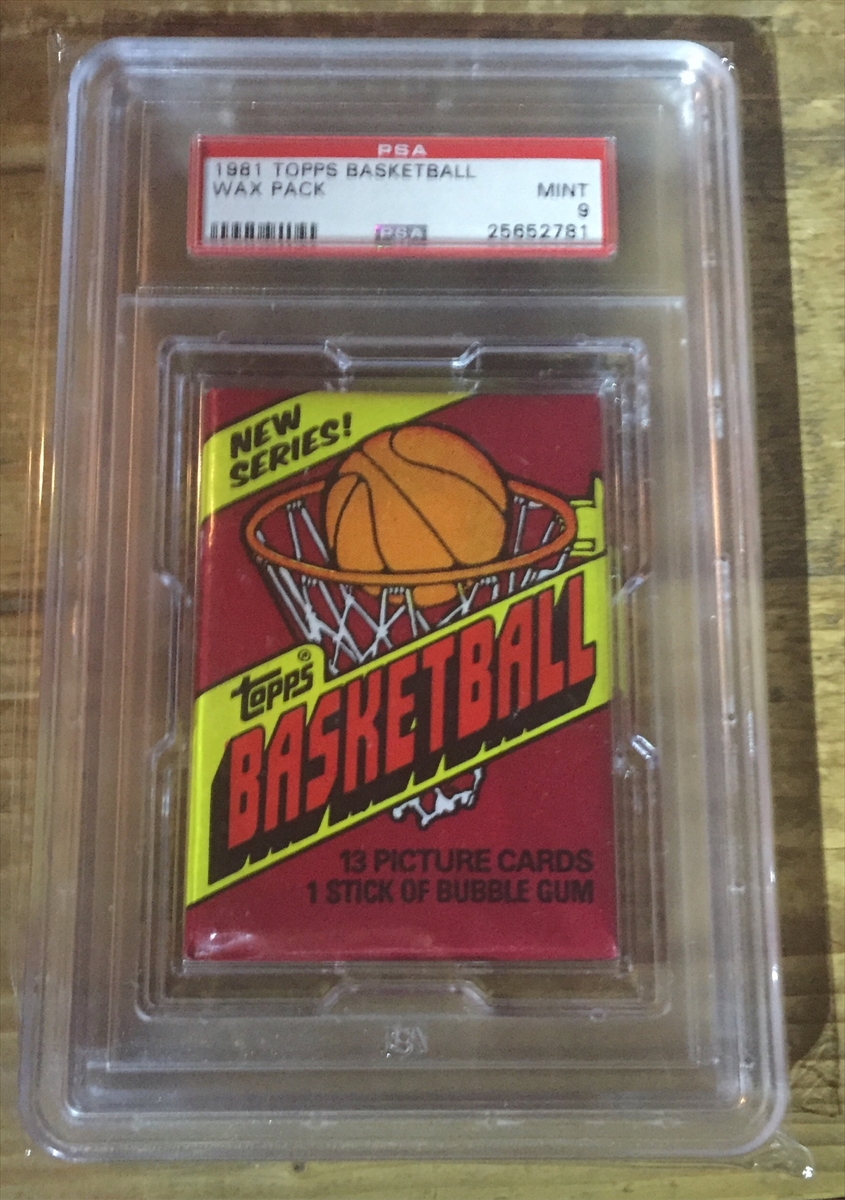 PSA
1981 TOPPS BASKETBALL
WAX PACK MINT
9
PSA 25652781
NEW
SERIES!
topps®
BASKETBALL
13 PICTURE CARDS
1 STICK OF BUBBLE GUM
PSA